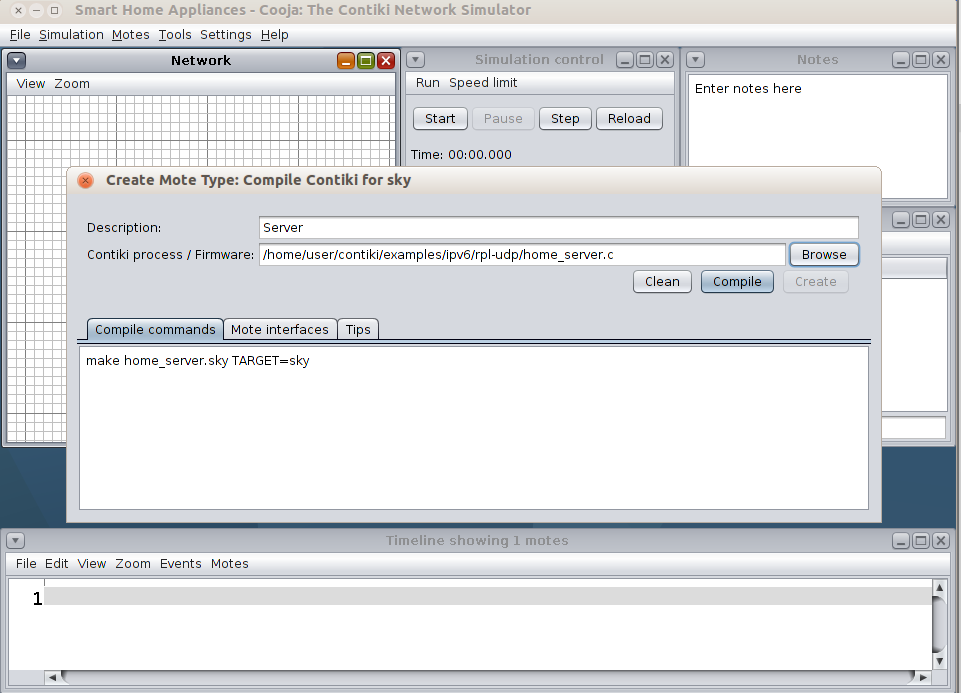 Smart Home Appliances - Cooja: The Contiki Network Simulator
File Simulation Motes Tools Settings Help
Network
View Zoom
Simulation control
Run Speed limit
Start Pause Step Reload
Time: 00:00.000
Notes
Enter notes here
Create Mote Type: Compile Contiki for sky
Description: Server
Contiki process / Firmware: /home/user/contiki/examples/ipv6/rpl-udp/home_server.c Browse
Clean Compile Create
Compile commands Mote interfaces Tips
make home_server.sky TARGET=sky
Timeline showing 1 motes
File Edit View Zoom Events Motes
1